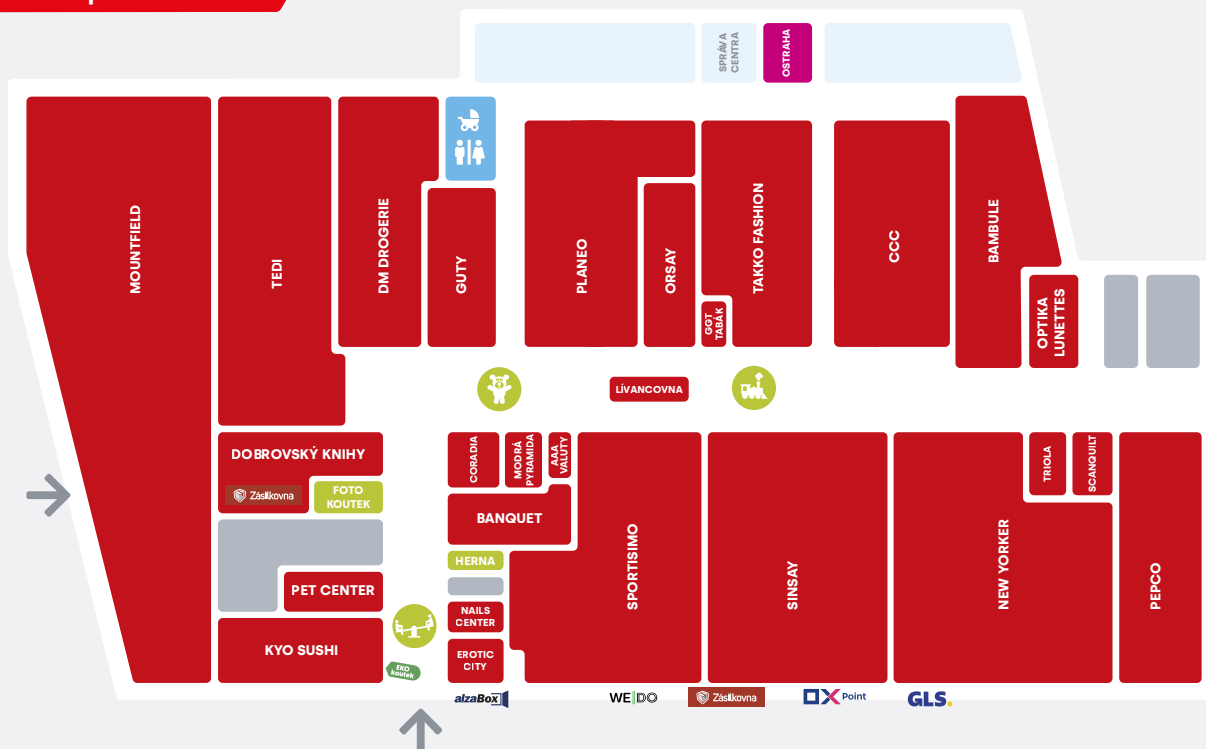 SPRÁVA
CENTRA
OSTRAHA
MOUNTFIELD
TEDI
DM DROGERIE
GUTY
PLANEO
ORSAY
GGT
TABÁK
TAKKO FASHION
CCC
BAMBULE
OPTIKA
LUNETTES
LÍVANCOVNA
DOBROVSKÝ KNIHY
Zásilkovna
FOTO
KOUTEK
PET CENTER
KYO SUSHI
EKO
koutek
CORADIA
MODRÁ
PYRAMIDA
AAA
VALUTY
BANQUET
HERNA
NAILS
CENTER
EROTIC
CITY
SPORTISIMO
SINSAY
NEW YORKER
TRIOLA
SCANQUILT
PEPCO
alzaBox
WE|DO
Zásilkovna
OX Point
GLS.